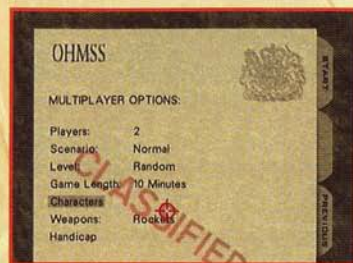 OHMSS
START
MULTIPLAYER OPTIONS:
Players: 2
Scenario: Normal
Level: Random
Game Length: 10 Minutes
Characters
Weapons: Rockets
Handicap
PREVIOUS
CLASSIFIED